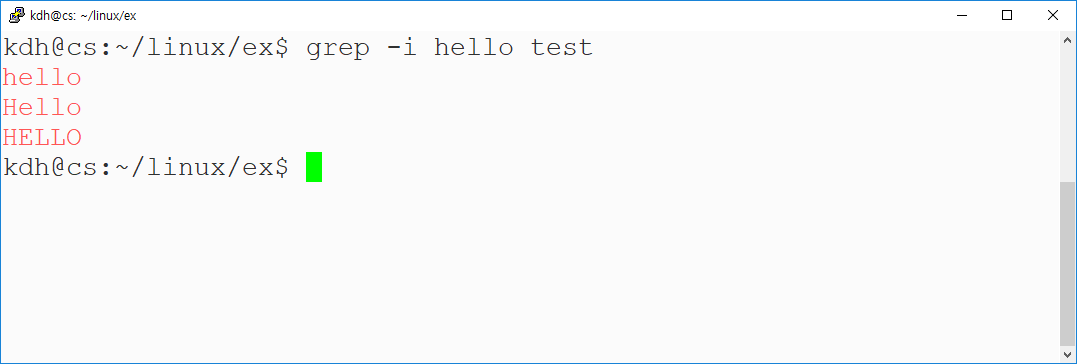 kdh@cs: ~/linux/ex
kdh@cs:~/linux/ex$ grep -i hello test
hello
Hello
HELLO
kdh@cs:~/linux/ex$